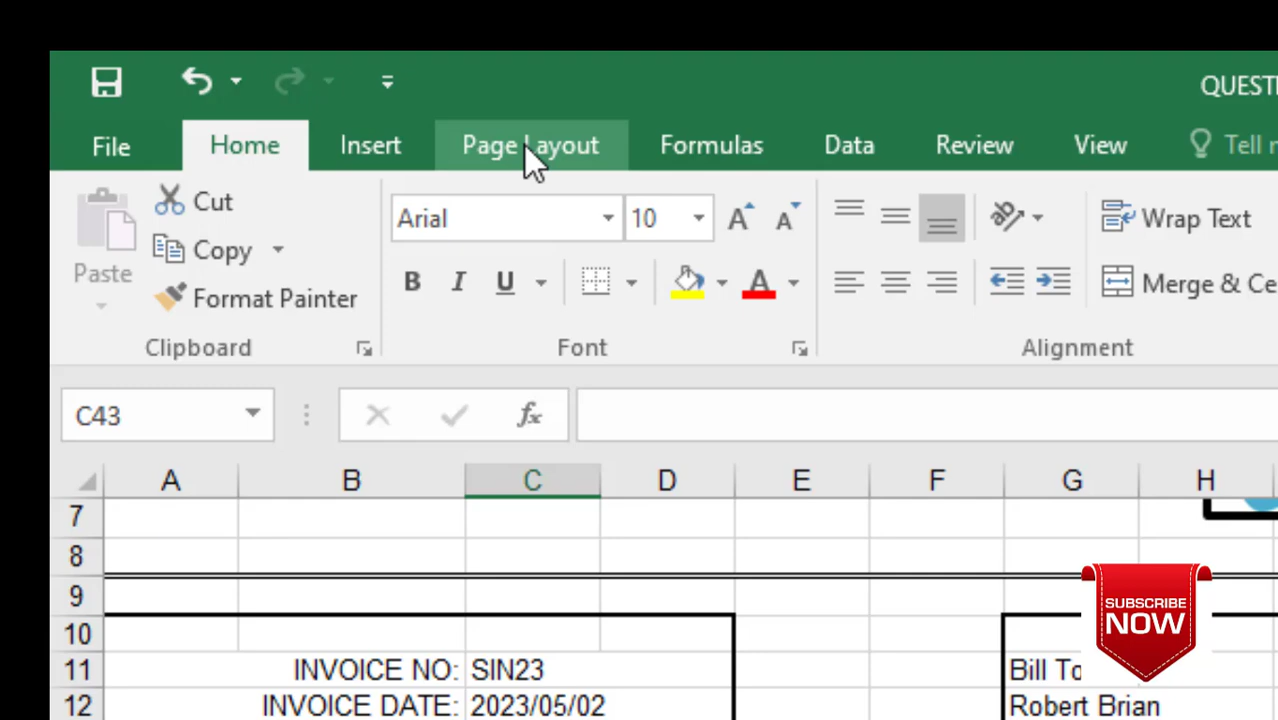 QUESTI
File Home Insert Page Layout Formulas Data Review View Tell
Cut
Arial 10 Wrap Text
Copy
Paste
B I U A Merge & Ce
Format Painter
Clipboard Font Alignment
C43 fx
A B C D E F G H
7
8
9
SUBSCRIBE
NOW
10
11 INVOICE NO: SIN23 Bill To
12 INVOICE DATE: 2023/05/02 Robert Brian